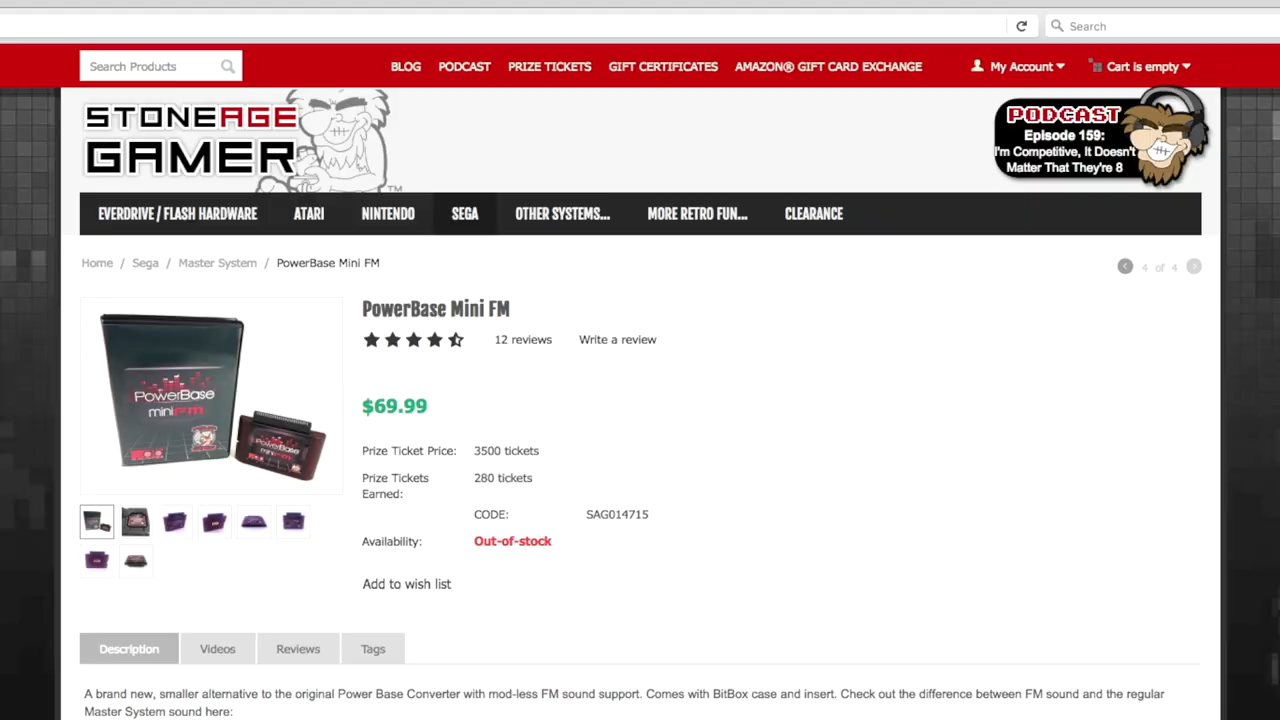 Search
Search Products
BLOG
PODCAST
PRIZE TICKETS
GIFT CERTIFICATES
AMAZON® GIFT CARD EXCHANGE
My Account
Cart is empty
STONEAGE
GAMER
TM
PODCAST
Episode 159:
I'm Competitive, It Doesn't
Matter That They're 8
EVERDRIVE / FLASH HARDWARE
ATARI
NINTENDO
SEGA
OTHER SYSTEMS...
MORE RETRO FUN...
CLEARANCE
Home / Sega / Master System / PowerBase Mini FM
4 of 4
PowerBase
mini FM
PowerBase
mini FM
PowerBase Mini FM
12 reviews
Write a review
$69.99
Prize Ticket Price: 3500 tickets
Prize Tickets 280 tickets
Earned:
CODE: SAG014715
Availability: Out-of-stock
Add to wish list
Description
Videos
Reviews
Tags
A brand new, smaller alternative to the original Power Base Converter with mod-less FM sound support. Comes with BitBox case and insert. Check out the difference between FM sound and the regular
Master System sound here: